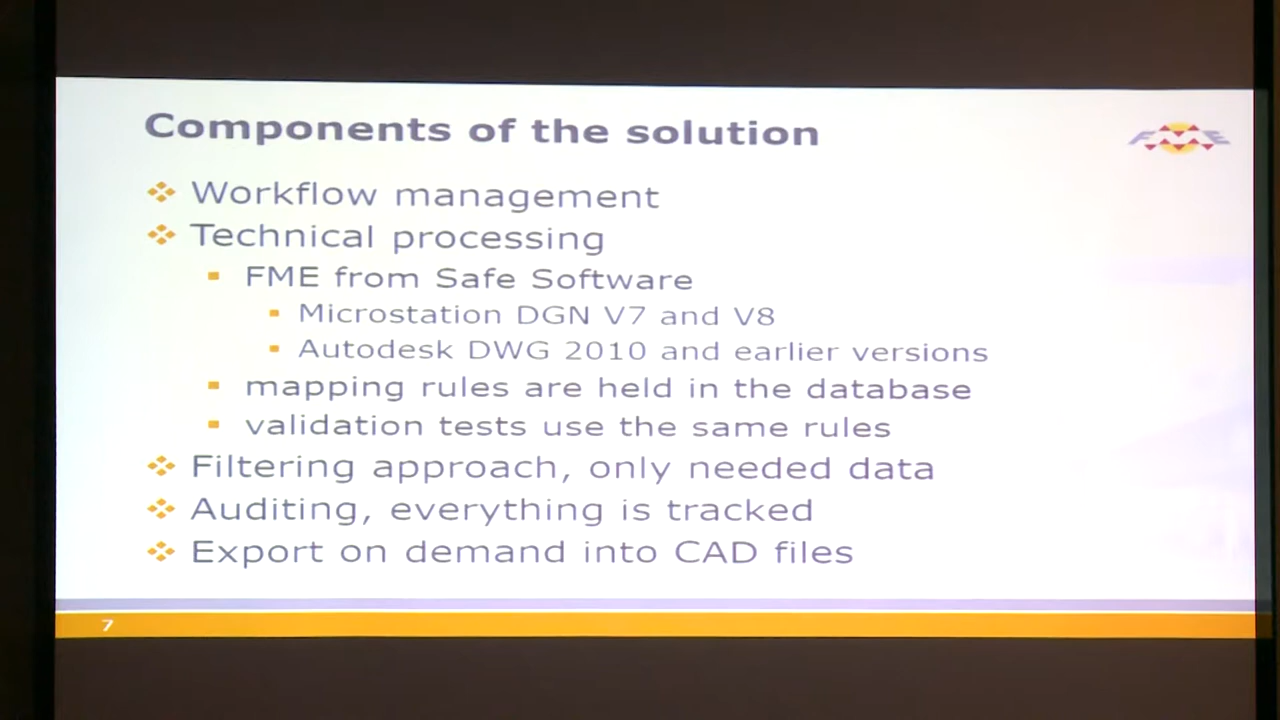 Components of the solution
FME
Workflow management
Technical processing
FME from Safe Software
Microstation DGN V7 and V8
Autodesk DWG 2010 and earlier versions
mapping rules are held in the database
validation tests use the same rules
Filtering approach, only needed data
Auditing, everything is tracked
Export on demand into CAD files
7